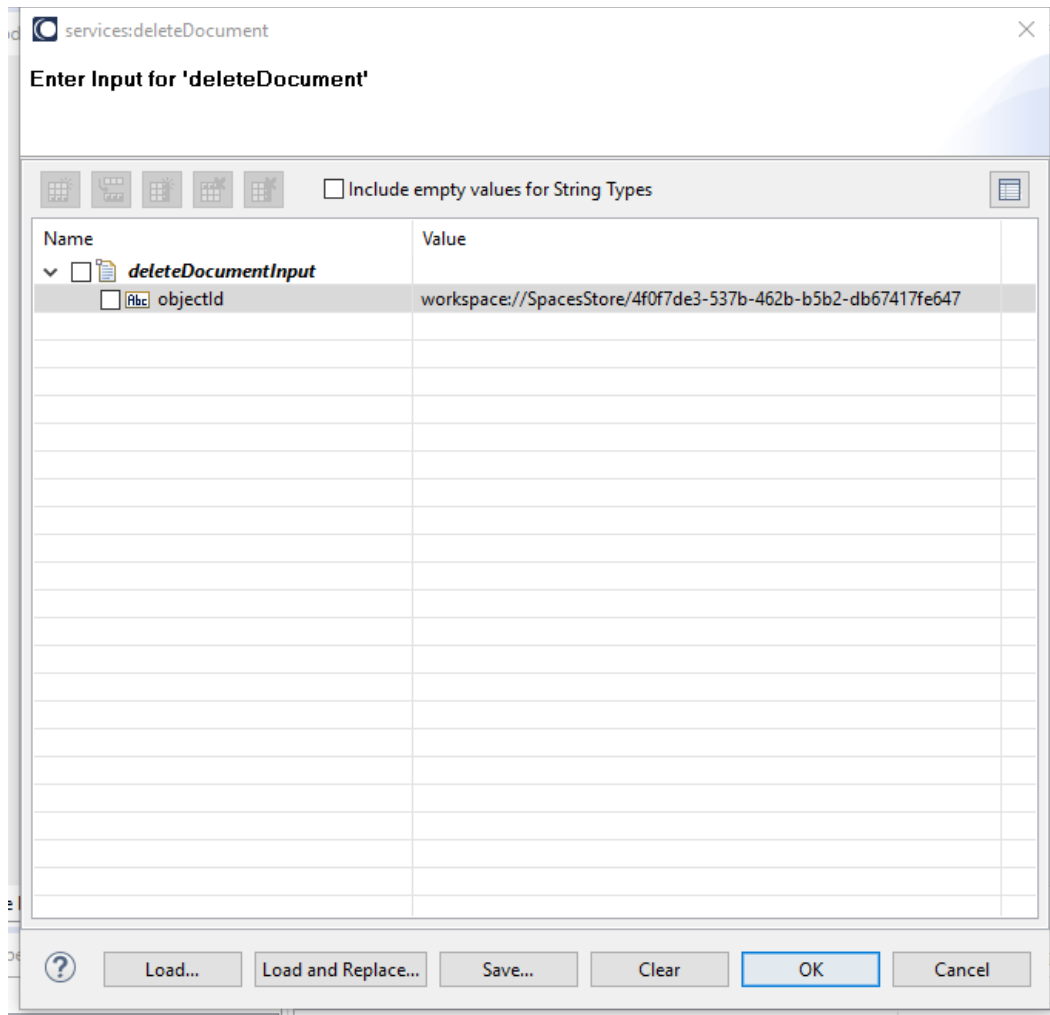 services:deleteDocument
Enter Input for 'deleteDocument'
Include empty values for String Types
Name Value
deleteDocumentInput
Abc objectId workspace://SpacesStore/4f0f7de3-537b-462b-b5b2-db67417fe647
Load... Load and Replace... Save... Clear OK Cancel